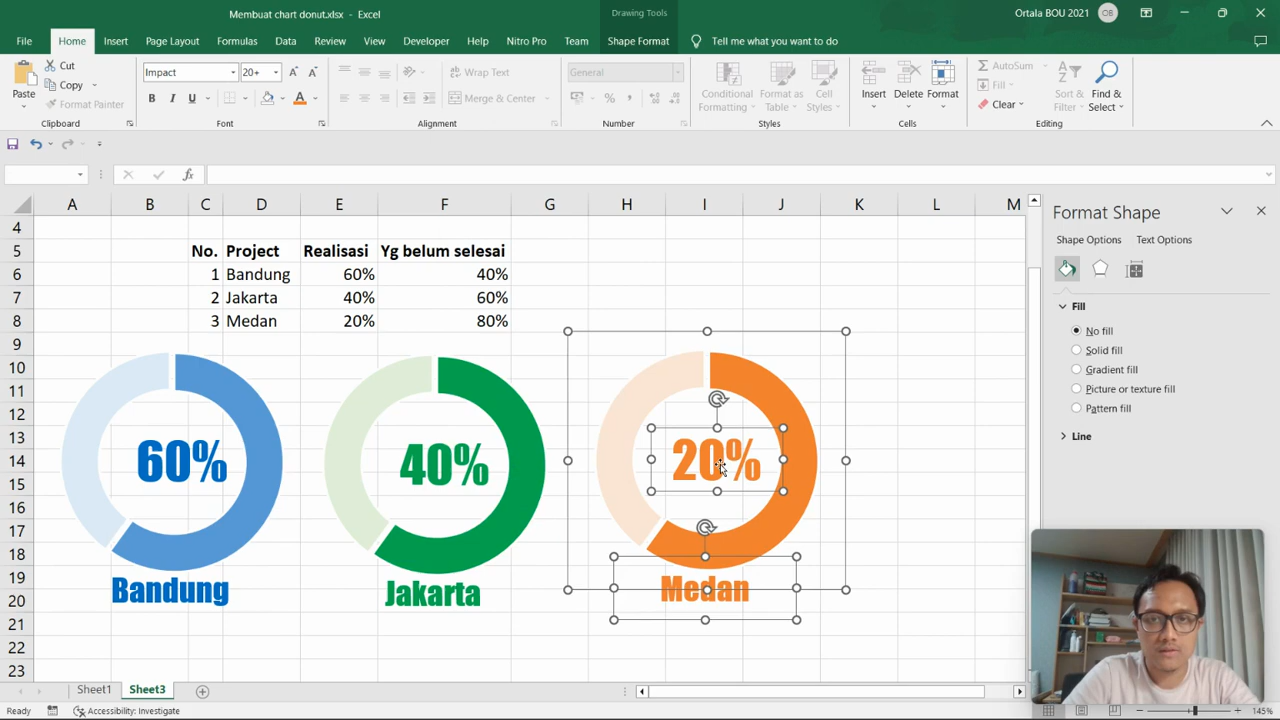 Membuat chart donut.xlsx - Excel
Drawing Tools
Ortala BOU 2021
OB
File
Home
Insert
Page Layout
Formulas
Data
Review
View
Developer
Help
Nitro Pro
Team
Shape Format
Tell me what you want to do
Paste
Cut
Copy
Format Painter
Clipboard
Impact
20+
B
I
U
Font
Wrap Text
Merge & Center
Alignment
General
Number
Conditional
Formatting
Format as
Table
Cell
Styles
Styles
Insert
Delete
Format
Cells
AutoSum
Fill
Clear
Sort &
Filter
Find &
Select
Editing
fx
A B C D E F G H I J K L M
4
5 No. Project Realisasi Yg belum selesai
6 1 Bandung 60% 40%
7 2 Jakarta 40% 60%
8 3 Medan 20% 80%
9
10
11
12
13
14
15
16
17
18
19
20
21
22
23
60%
Bandung
40%
Jakarta
20%
Medan
Format Shape
Shape Options
Text Options
Fill
No fill
Solid fill
Gradient fill
Picture or texture fill
Pattern fill
Line
Sheet1
Sheet3
Ready
Accessibility: Investigate
145%